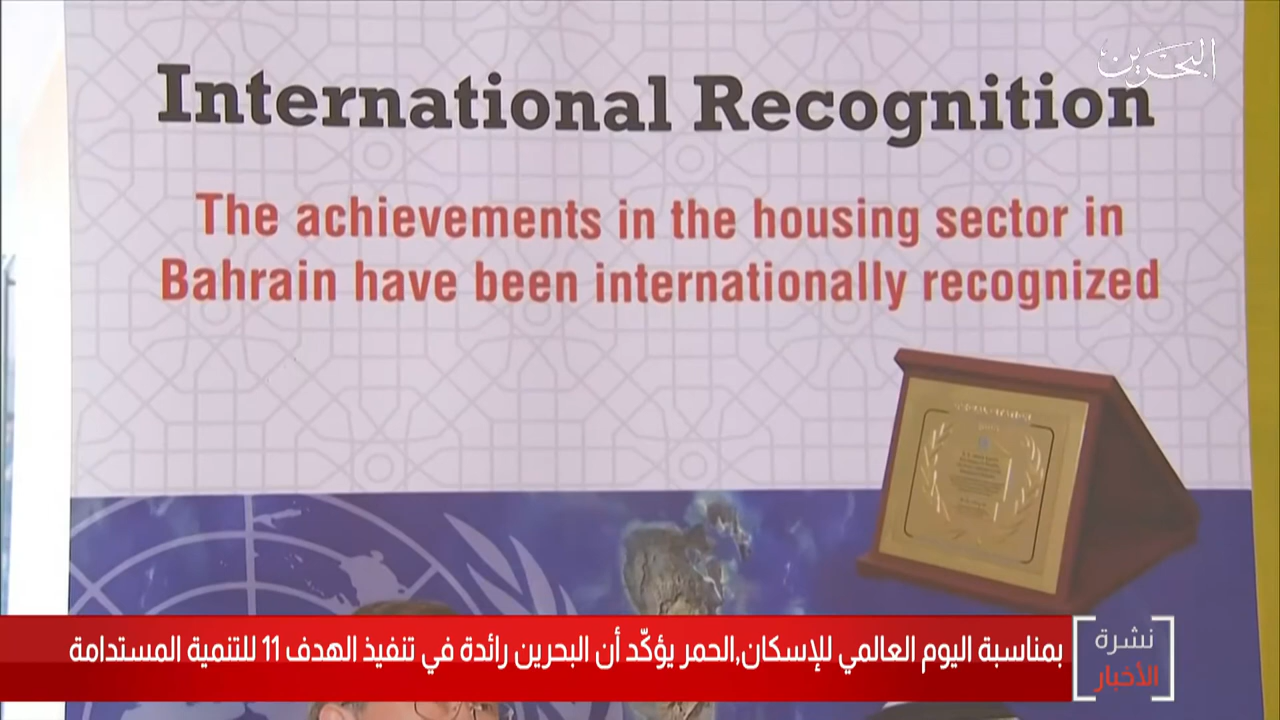 البحرين
International Recognition
The achievements in the housing sector in
Bahrain have been internationally recognized
نشرة
الأخبار
بمناسبة اليوم العالمي للإسكان,الحمر يؤكّد أن البحرين رائدة في تنفيذ الهدف 11 للتنمية المستدامة